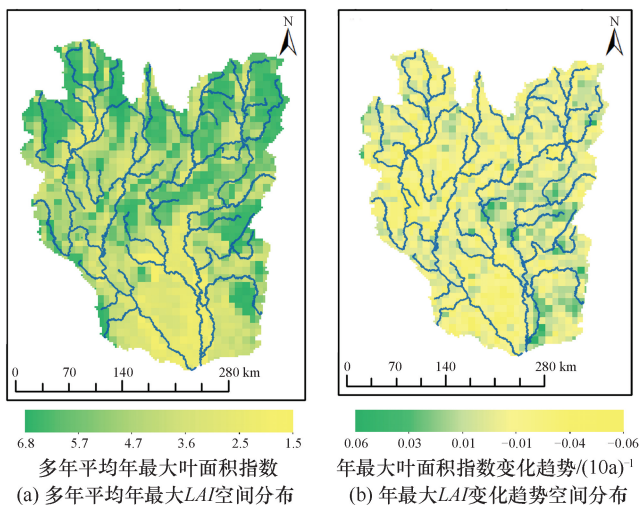 N
N
0 70 140 280 km
0 70 140 280 km
6.8 5.7 4.7 3.6 2.5 1.5
0.06 0.03 0.01 −0.01 −0.04 −0.06
多年平均年最大叶面积指数
年最大叶面积指数变化趋势/(10a)⁻¹
(a) 多年平均年最大LAI空间分布
(b) 年最大LAI变化趋势空间分布